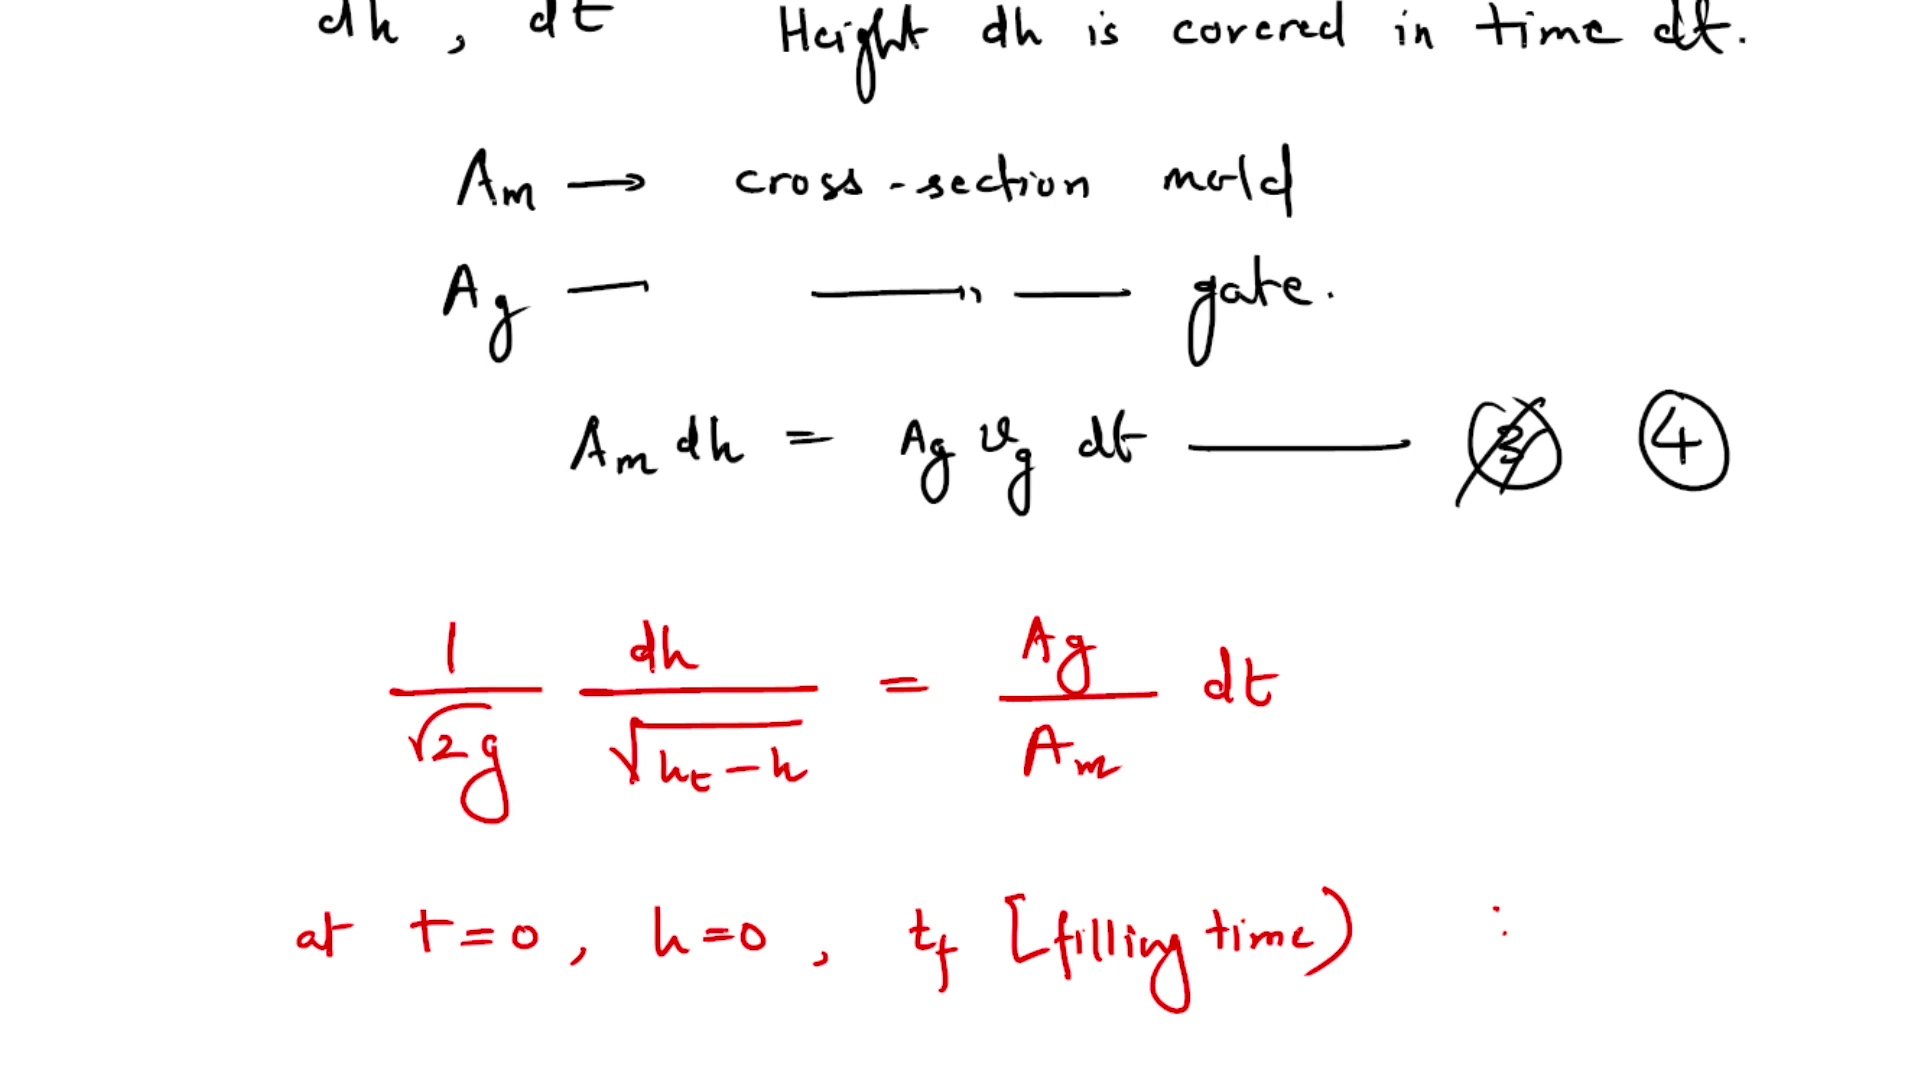 dh , dt Height dh is covered in time dt.
Am → cross-section mold
Ag — —— " —— gate.
Am dh = Ag vg dt —— 3 4
1/√2g dh/√ht-h = Ag/Am dt
at t=0, h=0, tf [filling time) :